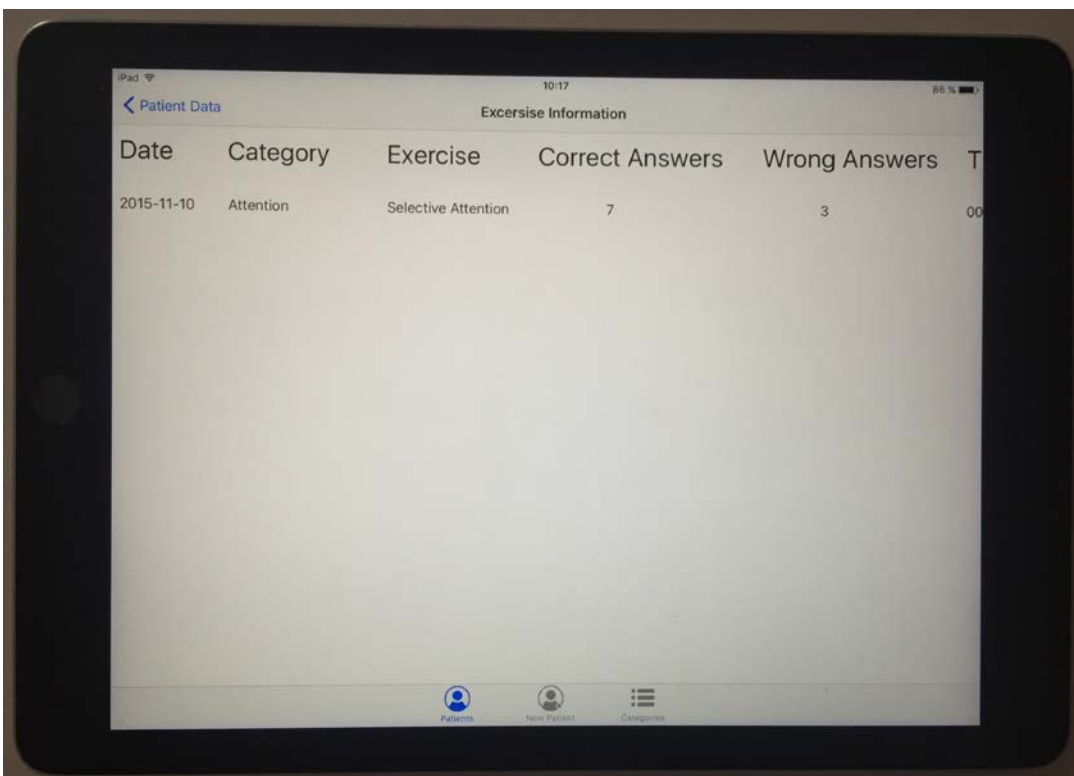 iPad
10:17
86 %
Patient Data
Excersise Information
Date Category Exercise Correct Answers Wrong Answers T
2015-11-10 Attention Selective Attention 7 3 00
Patients New Patient Categories